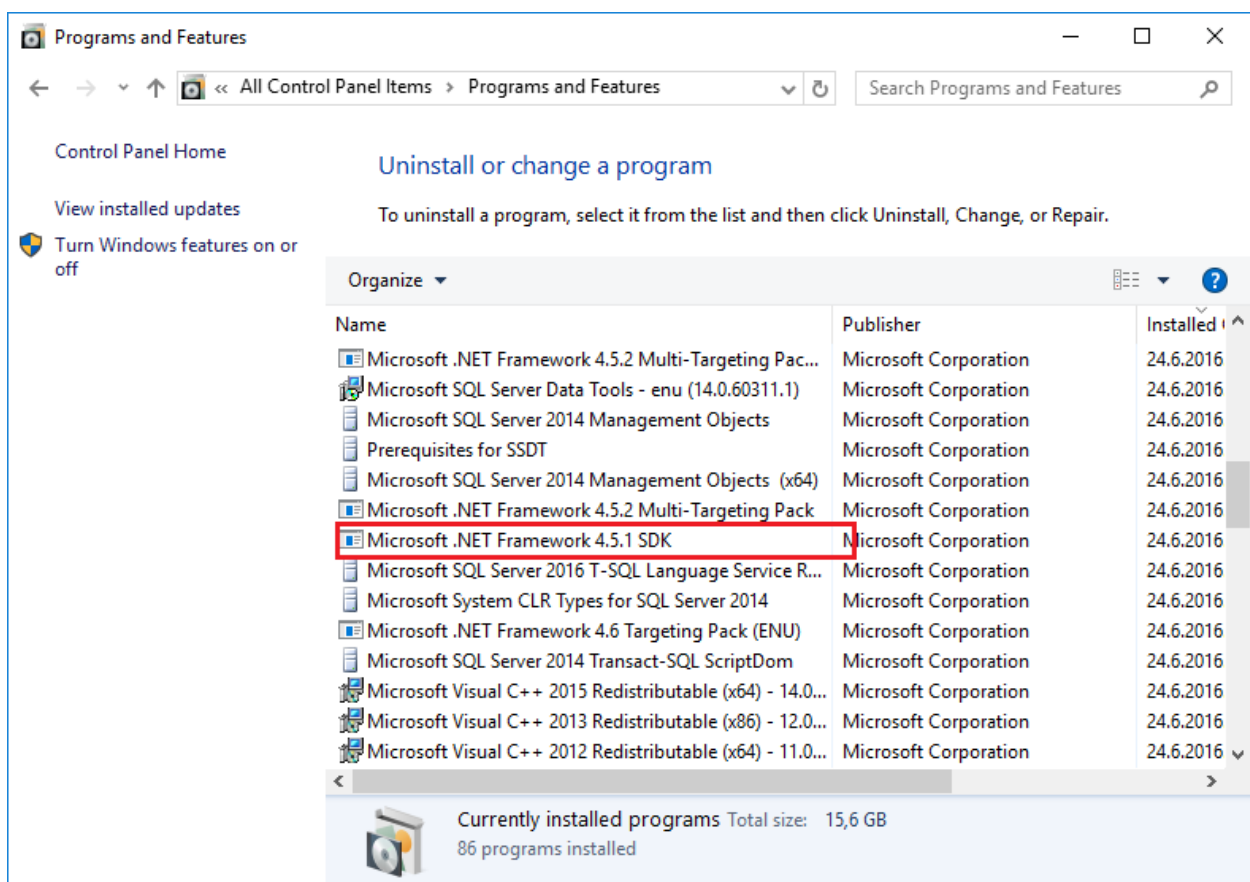 Programs and Features
« All Control Panel Items > Programs and Features
Search Programs and Features
Control Panel Home
View installed updates
Turn Windows features on or
off
Uninstall or change a program
To uninstall a program, select it from the list and then click Uninstall, Change, or Repair.
Organize
Name Publisher Installed
Microsoft .NET Framework 4.5.2 Multi-Targeting Pac... Microsoft Corporation 24.6.2016
Microsoft SQL Server Data Tools - enu (14.0.60311.1) Microsoft Corporation 24.6.2016
Microsoft SQL Server 2014 Management Objects Microsoft Corporation 24.6.2016
Prerequisites for SSDT Microsoft Corporation 24.6.2016
Microsoft SQL Server 2014 Management Objects (x64) Microsoft Corporation 24.6.2016
Microsoft .NET Framework 4.5.2 Multi-Targeting Pack Microsoft Corporation 24.6.2016
Microsoft .NET Framework 4.5.1 SDK Microsoft Corporation 24.6.2016
Microsoft SQL Server 2016 T-SQL Language Service R... Microsoft Corporation 24.6.2016
Microsoft System CLR Types for SQL Server 2014 Microsoft Corporation 24.6.2016
Microsoft .NET Framework 4.6 Targeting Pack (ENU) Microsoft Corporation 24.6.2016
Microsoft SQL Server 2014 Transact-SQL ScriptDom Microsoft Corporation 24.6.2016
Microsoft Visual C++ 2015 Redistributable (x64) - 14.0... Microsoft Corporation 24.6.2016
Microsoft Visual C++ 2013 Redistributable (x86) - 12.0... Microsoft Corporation 24.6.2016
Microsoft Visual C++ 2012 Redistributable (x64) - 11.0... Microsoft Corporation 24.6.2016
Currently installed programs Total size: 15,6 GB
86 programs installed